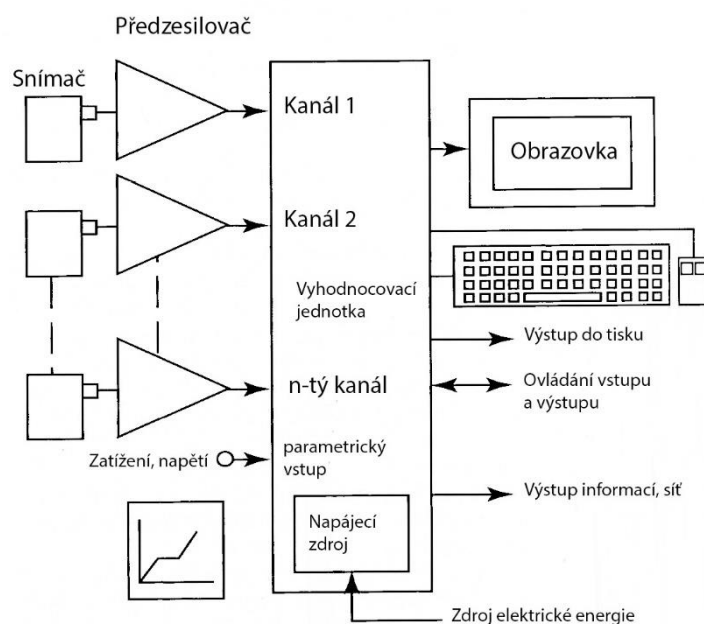 Předzesilovač
Snímač
Kanál 1
Obrazovka
Kanál 2
Vyhodnocovací
jednotka
Výstup do tisku
n-tý kanál
Ovládání vstupu
a výstupu
Zatížení, napětí
parametrický
vstup
Výstup informací, síť
Napájecí
zdroj
Zdroj elektrické energie